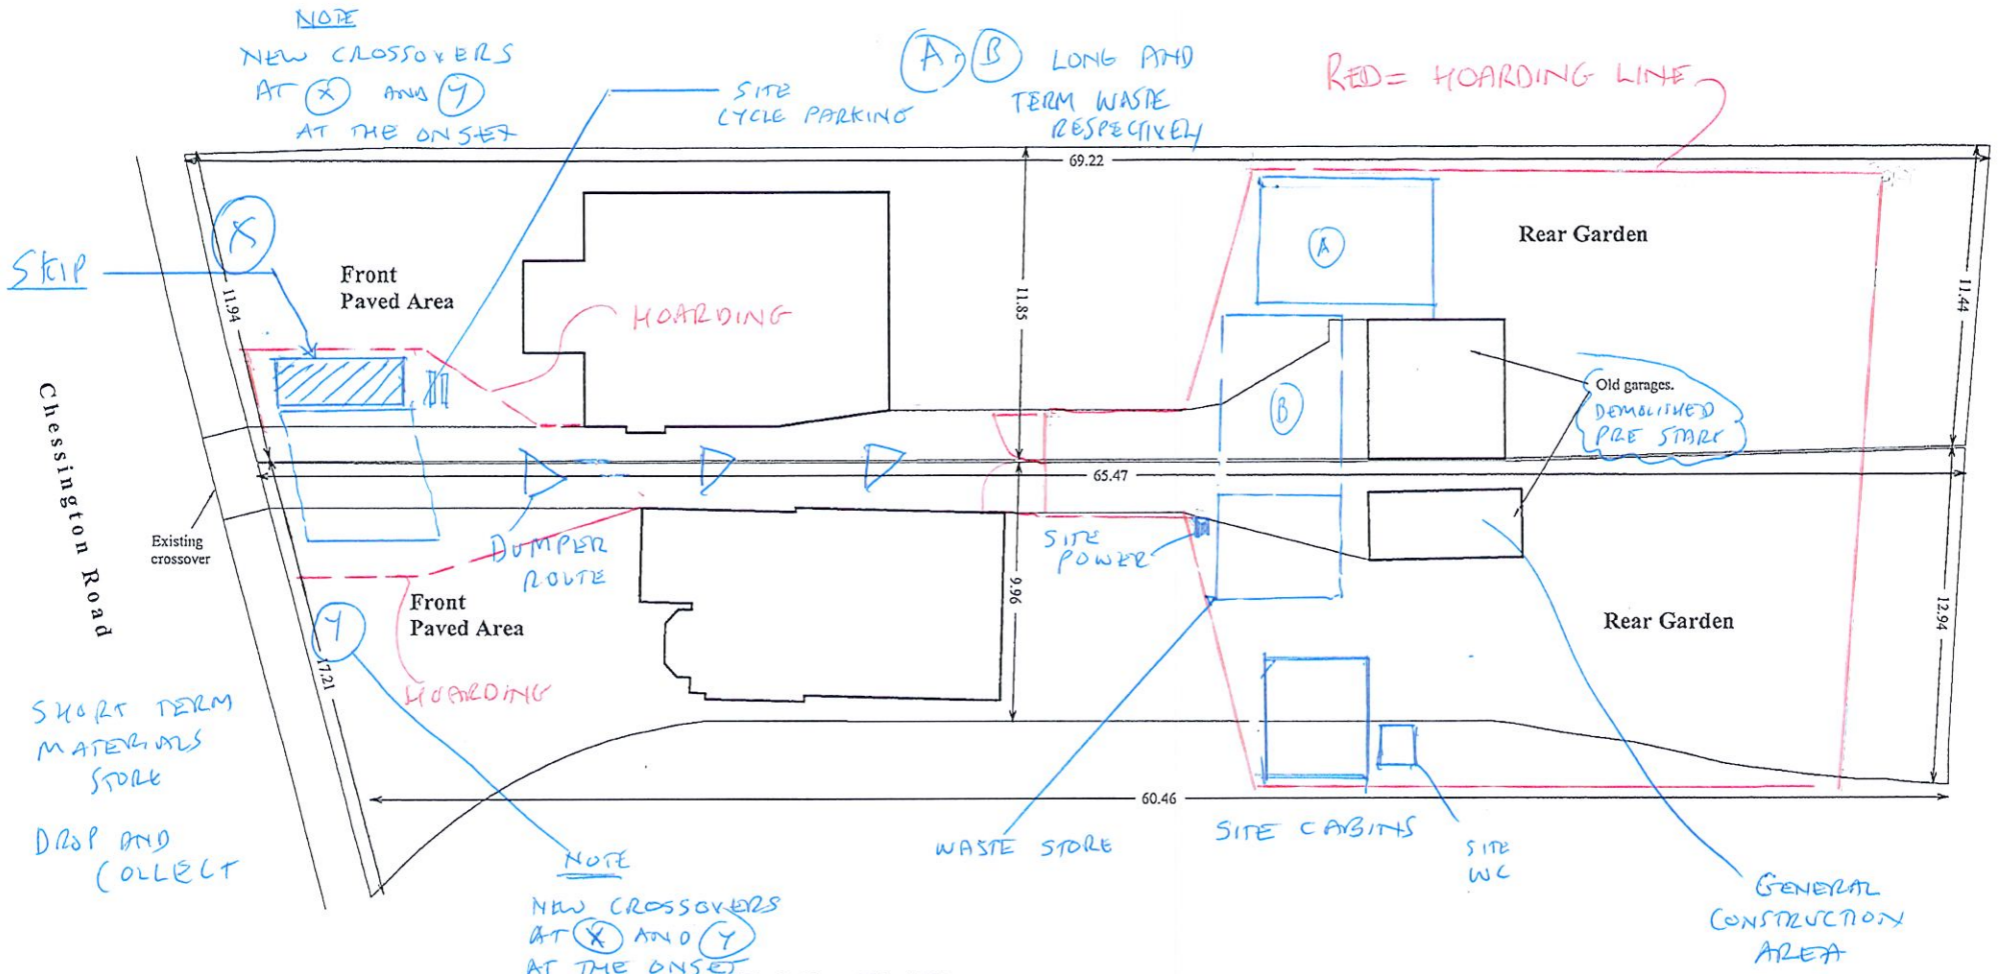 NOTE
NEW CROSSOVERS
AT X AND Y
AT THE ONSET
SITE
CYCLE PARKING
A, B LONG AND
TERM WASTE
RESPECTIVELY
RED = HOARDING LINE
69.22
X
SKIP
Front
Paved Area
11.94
HOARDING
11.85
A
Rear Garden
11.44
B
Old garages.
DEMOLISHED
PRE START
Chessington Road
Existing
crossover
65.47
DUMPER
ROUTE
SITE
POWER
Y
Front
Paved Area
9.96
Rear Garden
12.94
17.21
HOARDING
SHORT TERM
MATERIALS
STORE
DROP AND
COLLECT
60.46
WASTE STORE
SITE CABINS
SITE
WC
GENERAL
CONSTRUCTION
AREA
NOTE
NEW CROSSOVERS
AT X AND Y
AT THE ONSET